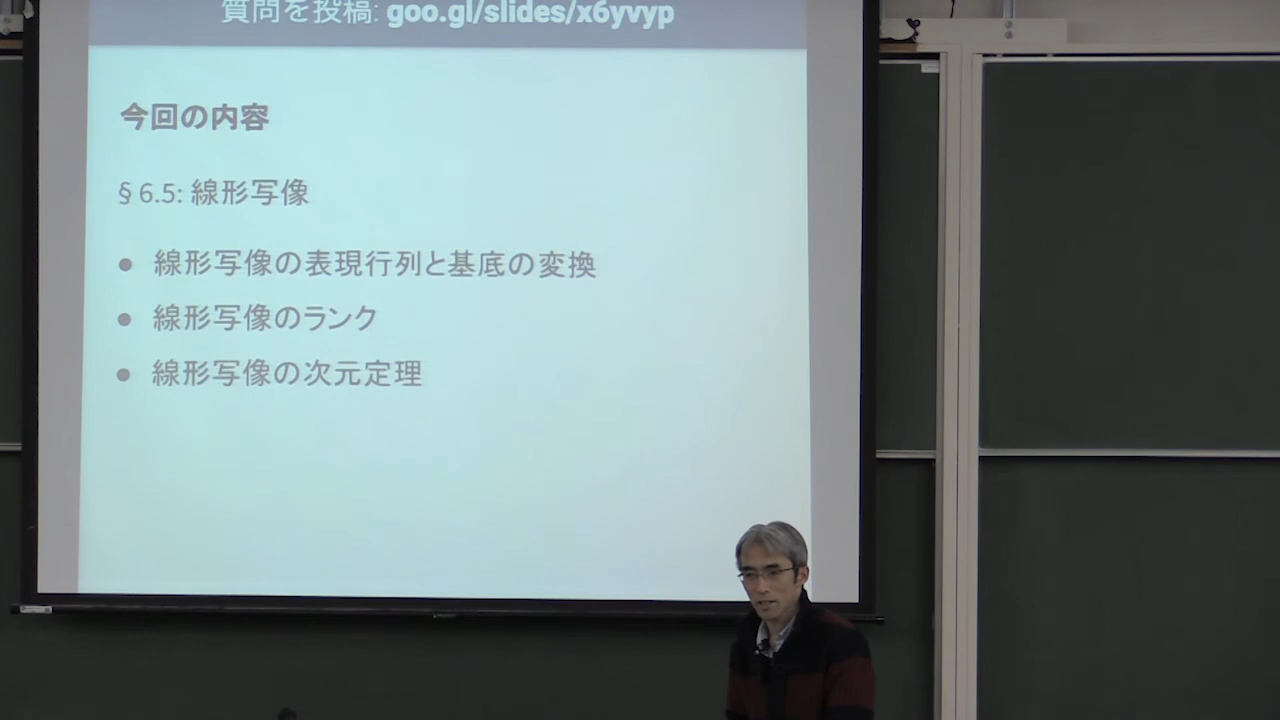 質問を投稿: goo.gl/slides/x6yvyp
今回の内容
§ 6.5: 線形写像
● 線形写像の表現行列と基底の変換
● 線形写像のランク
● 線形写像の次元定理